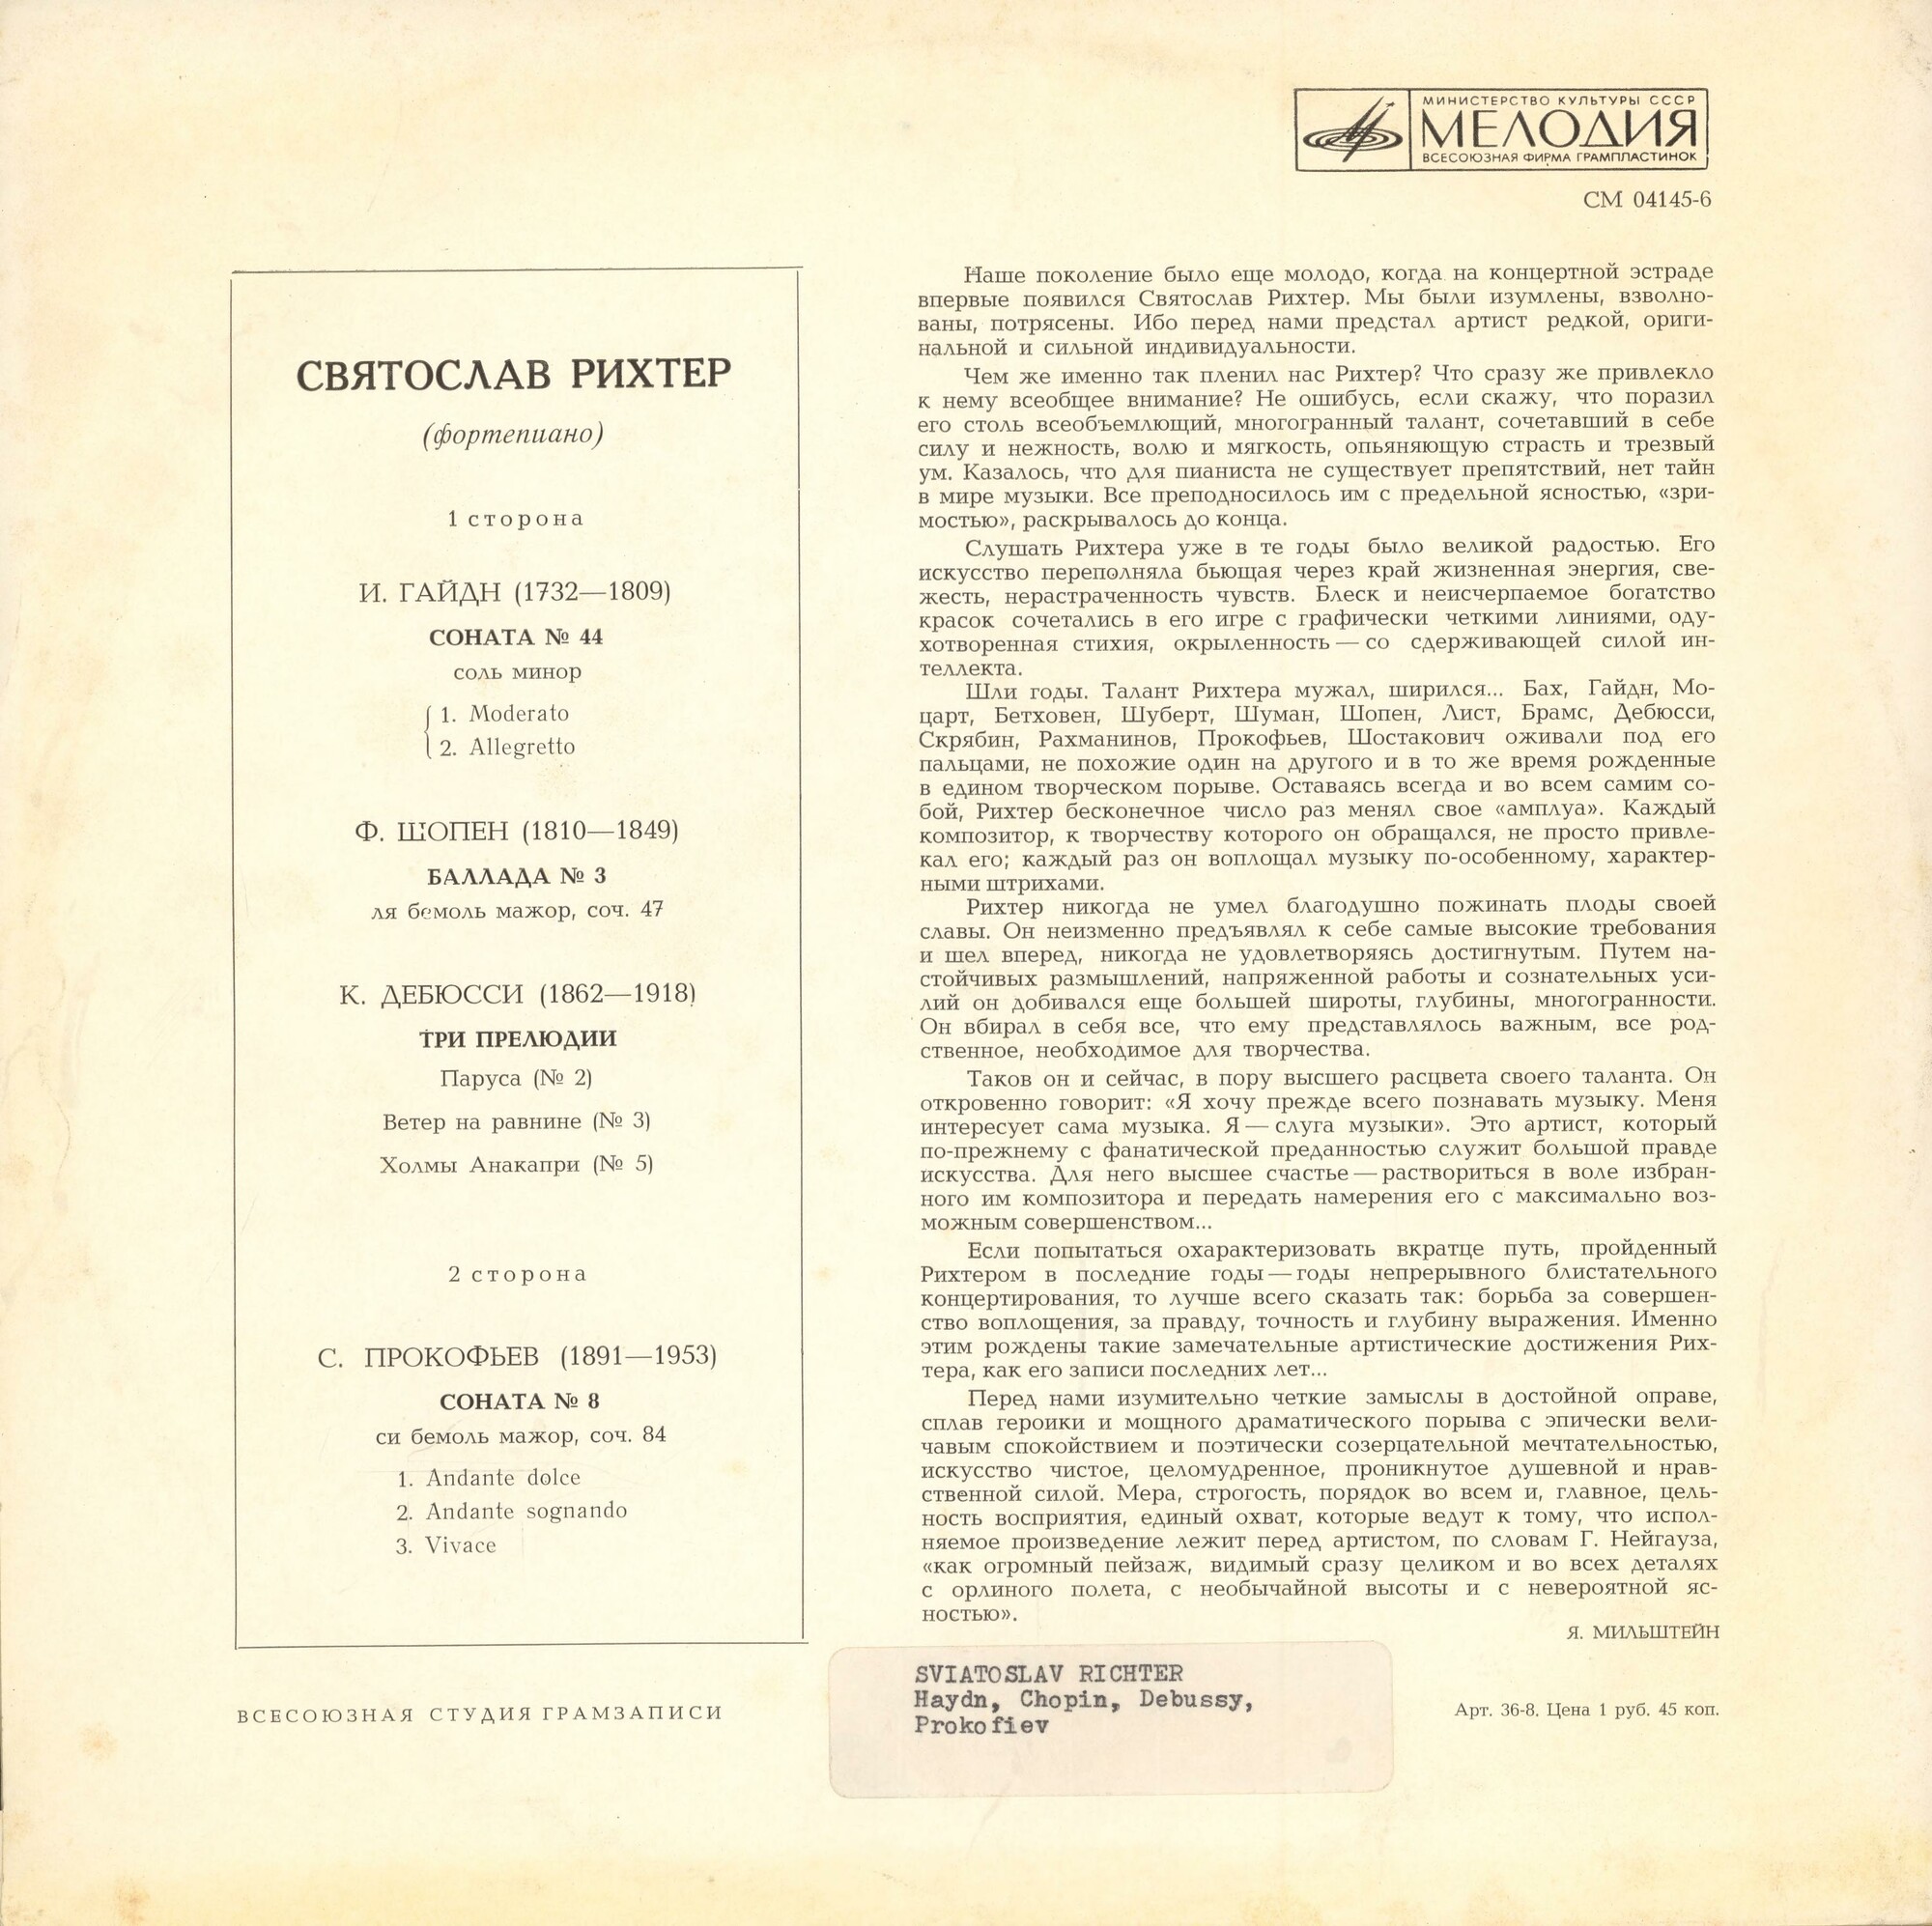 МИНИСТЕРСТВО КУЛЬТУРЫ СССР
МЕЛОДИЯ
ВСЕСОЮЗНАЯ ФИРМА ГРАМПЛАСТИНОК
СМ 04145-6
СВЯТОСЛАВ РИХТЕР
(фортепиано)
1 сторона
И. ГАЙДН (1732—1809)
СОНАТА № 44
соль минор
1. Moderato
2. Allegretto
Ф. ШОПЕН (1810—1849)
БАЛЛАДА № 3
ля бемоль мажор, соч. 47
К. ДЕБЮССИ (1862—1918)
ТРИ ПРЕЛЮДИИ
Паруса (№ 2)
Ветер на равнине (№ 3)
Холмы Анакапри (№ 5)
2 сторона
С. ПРОКОФЬЕВ (1891—1953)
СОНАТА № 8
си бемоль мажор, соч. 84
1. Andante dolce
2. Andante sognando
3. Vivace
ВСЕСОЮЗНАЯ СТУДИЯ ГРАМЗАПИСИ
Наше поколение было еще молодо, когда на концертной эстраде
впервые появился Святослав Рихтер. Мы были изумлены, взволно-
ваны, потрясены. Ибо перед нами предстал артист редкой, ориги-
нальной и сильной индивидуальности.
Чем же именно так пленил нас Рихтер? Что сразу же привлекло
к нему всеобщее внимание? Не ошибусь, если скажу, что поразил
его столь всеобъемлющий, многогранный талант, сочетавший в себе
силу и нежность, волю и мягкость, опьяняющую страсть и трезвый
ум. Казалось, что для пианиста не существует препятствий, нет тайн
в мире музыки. Все преподносилось им с предельной ясностью, «зри-
мостью», раскрывалось до конца.
Слушать Рихтера уже в те годы было великой радостью. Его
искусство переполняла бьющая через край жизненная энергия, све-
жесть, нерастраченность чувств. Блеск и неисчерпаемое богатство
красок сочетались в его игре с графически четкими линиями, оду-
хотворенная стихия, окрыленность — со сдерживающей силой ин-
теллекта.
Шли годы. Талант Рихтера мужал, ширился... Бах, Гайдн, Мо-
царт, Бетховен, Шуберт, Шуман, Шопен, Лист, Брамс, Дебюсси,
Скрябин, Рахманинов, Прокофьев, Шостакович оживали под его
пальцами, не похожие один на другого и в то же время рожденные
в едином творческом порыве. Оставаясь всегда и во всем самим со-
бой, Рихтер бесконечное число раз менял свое «амплуа». Каждый
композитор, к творчеству которого он обращался, не просто привле-
кал его; каждый раз он воплощал музыку по-особенному, характер-
ными штрихами.
Рихтер никогда не умел благодушно пожинать плоды своей
славы. Он неизменно предъявлял к себе самые высокие требования
и шел вперед, никогда не удовлетворяясь достигнутым. Путем на-
стойчивых размышлений, напряженной работы и сознательных уси-
лий он добивался еще большей широты, глубины, многогранности.
Он вбирал в себя все, что ему представлялось важным, все род-
ственное, необходимое для творчества.
Таков он и сейчас, в пору высшего расцвета своего таланта. Он
откровенно говорит: «Я хочу прежде всего познавать музыку. Меня
интересует сама музыка. Я — слуга музыки». Это артист, который
по-прежнему с фанатической преданностью служит большой правде
искусства. Для него высшее счастье — раствориться в воле избран-
ного им композитора и передать намерения его с максимально воз-
можным совершенством...
Если попытаться охарактеризовать вкратце путь, пройденный
Рихтером в последние годы — годы непрерывного блистательного
концертирования, то лучше всего сказать так: борьба за совершен-
ство воплощения, за правду, точность и глубину выражения. Именно
этим рождены такие замечательные артистические достижения Рих-
тера, как его записи последних лет...
Перед нами изумительно четкие замыслы в достойной оправе,
сплав героики и мощного драматического порыва с эпически вели-
чавым спокойствием и поэтически созерцательной мечтательностью,
искусство чистое, целомудренное, проникнутое душевной и нрав-
ственной силой. Мера, строгость, порядок во всем и, главное, цель-
ность восприятия, единый охват, которые ведут к тому, что испол-
няемое произведение лежит перед артистом, по словам Г. Нейгауза,
«как огромный пейзаж, видимый сразу целиком и во всех деталях
с орлиного полета, с необычайной высоты и с невероятной яс-
ностью».
Я. МИЛЬШТЕЙН
SVIATOSLAV RICHTER
Haydn, Chopin, Debussy,
Prokofiev
Арт. 36-8. Цена 1 руб. 45 коп.